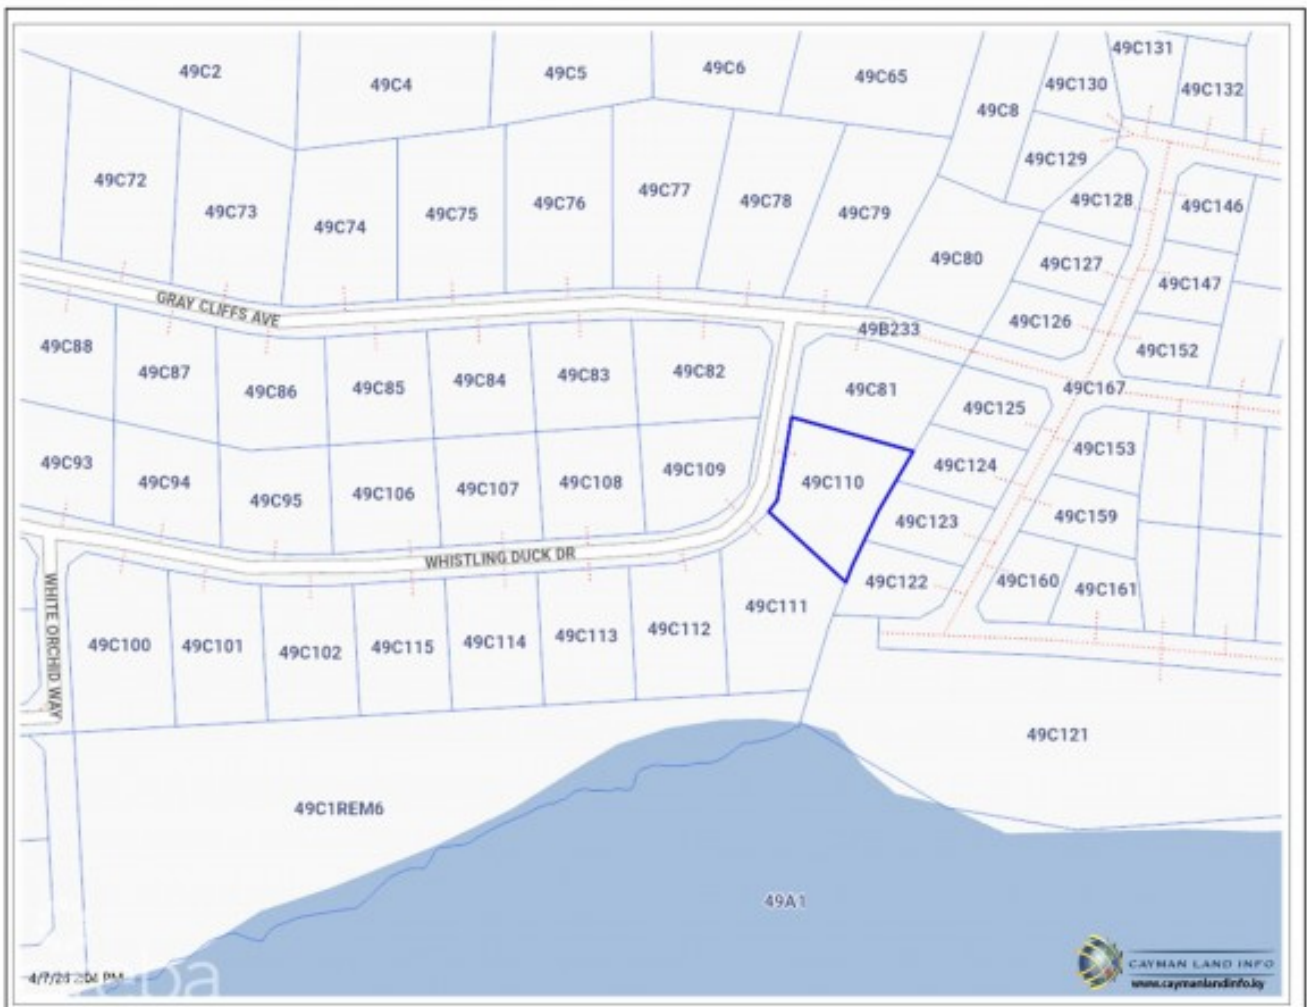 49C131
49C2
49C4
49C5
49C6
49C65
49C130
49C132
49C8
49C129
49C72
49C73
49C74
49C75
49C76
49C77
49C78
49C79
49C128
49C146
49C80
49C127
49C147
GRAY CLIFFS AVE
49B233
49C126
49C152
49C88
49C87
49C86
49C85
49C84
49C83
49C82
49C81
49C167
49C125
49C93
49C94
49C95
49C106
49C107
49C108
49C109
49C110
49C124
49C153
49C123
49C159
WHISTLING DUCK DR
WHITE ORCHID WAY
49C122
49C160
49C161
49C100
49C101
49C102
49C115
49C114
49C113
49C112
49C111
49C121
49C1REM6
49A1
CAYMAN LAND INFO
www.caymanlandinfo.ky